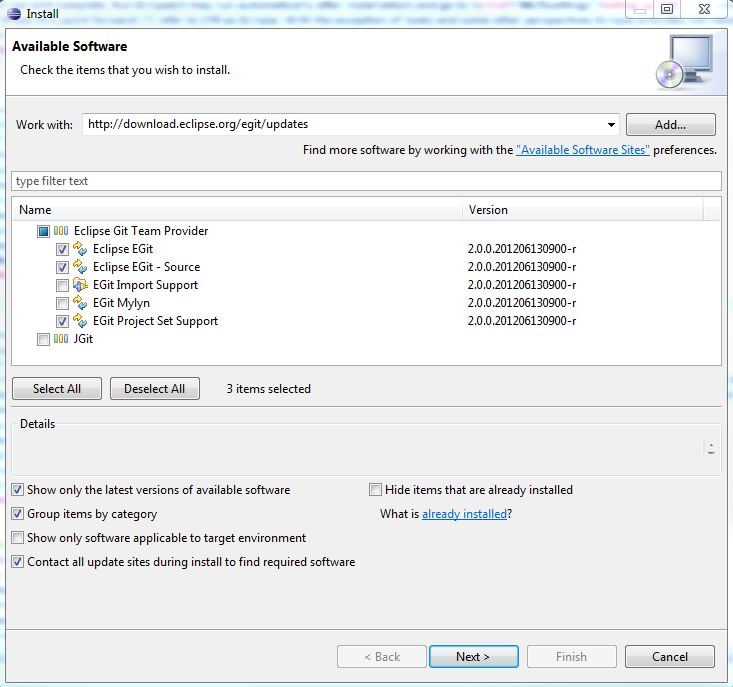 Install
Available Software
Check the items that you wish to install.
Work with: http://download.eclipse.org/egit/updates Add...
Find more software by working with the "Available Software Sites" preferences.
type filter text
Name Version
Eclipse Git Team Provider
Eclipse EGit 2.0.0.201206130900-r
Eclipse EGit - Source 2.0.0.201206130900-r
EGit Import Support 2.0.0.201206130900-r
EGit Mylyn 2.0.0.201206130900-r
EGit Project Set Support 2.0.0.201206130900-r
JGit
Select All Deselect All 3 items selected
Details
Show only the latest versions of available software Hide items that are already installed
Group items by category What is already installed?
Show only software applicable to target environment
Contact all update sites during install to find required software
< Back Next > Finish Cancel